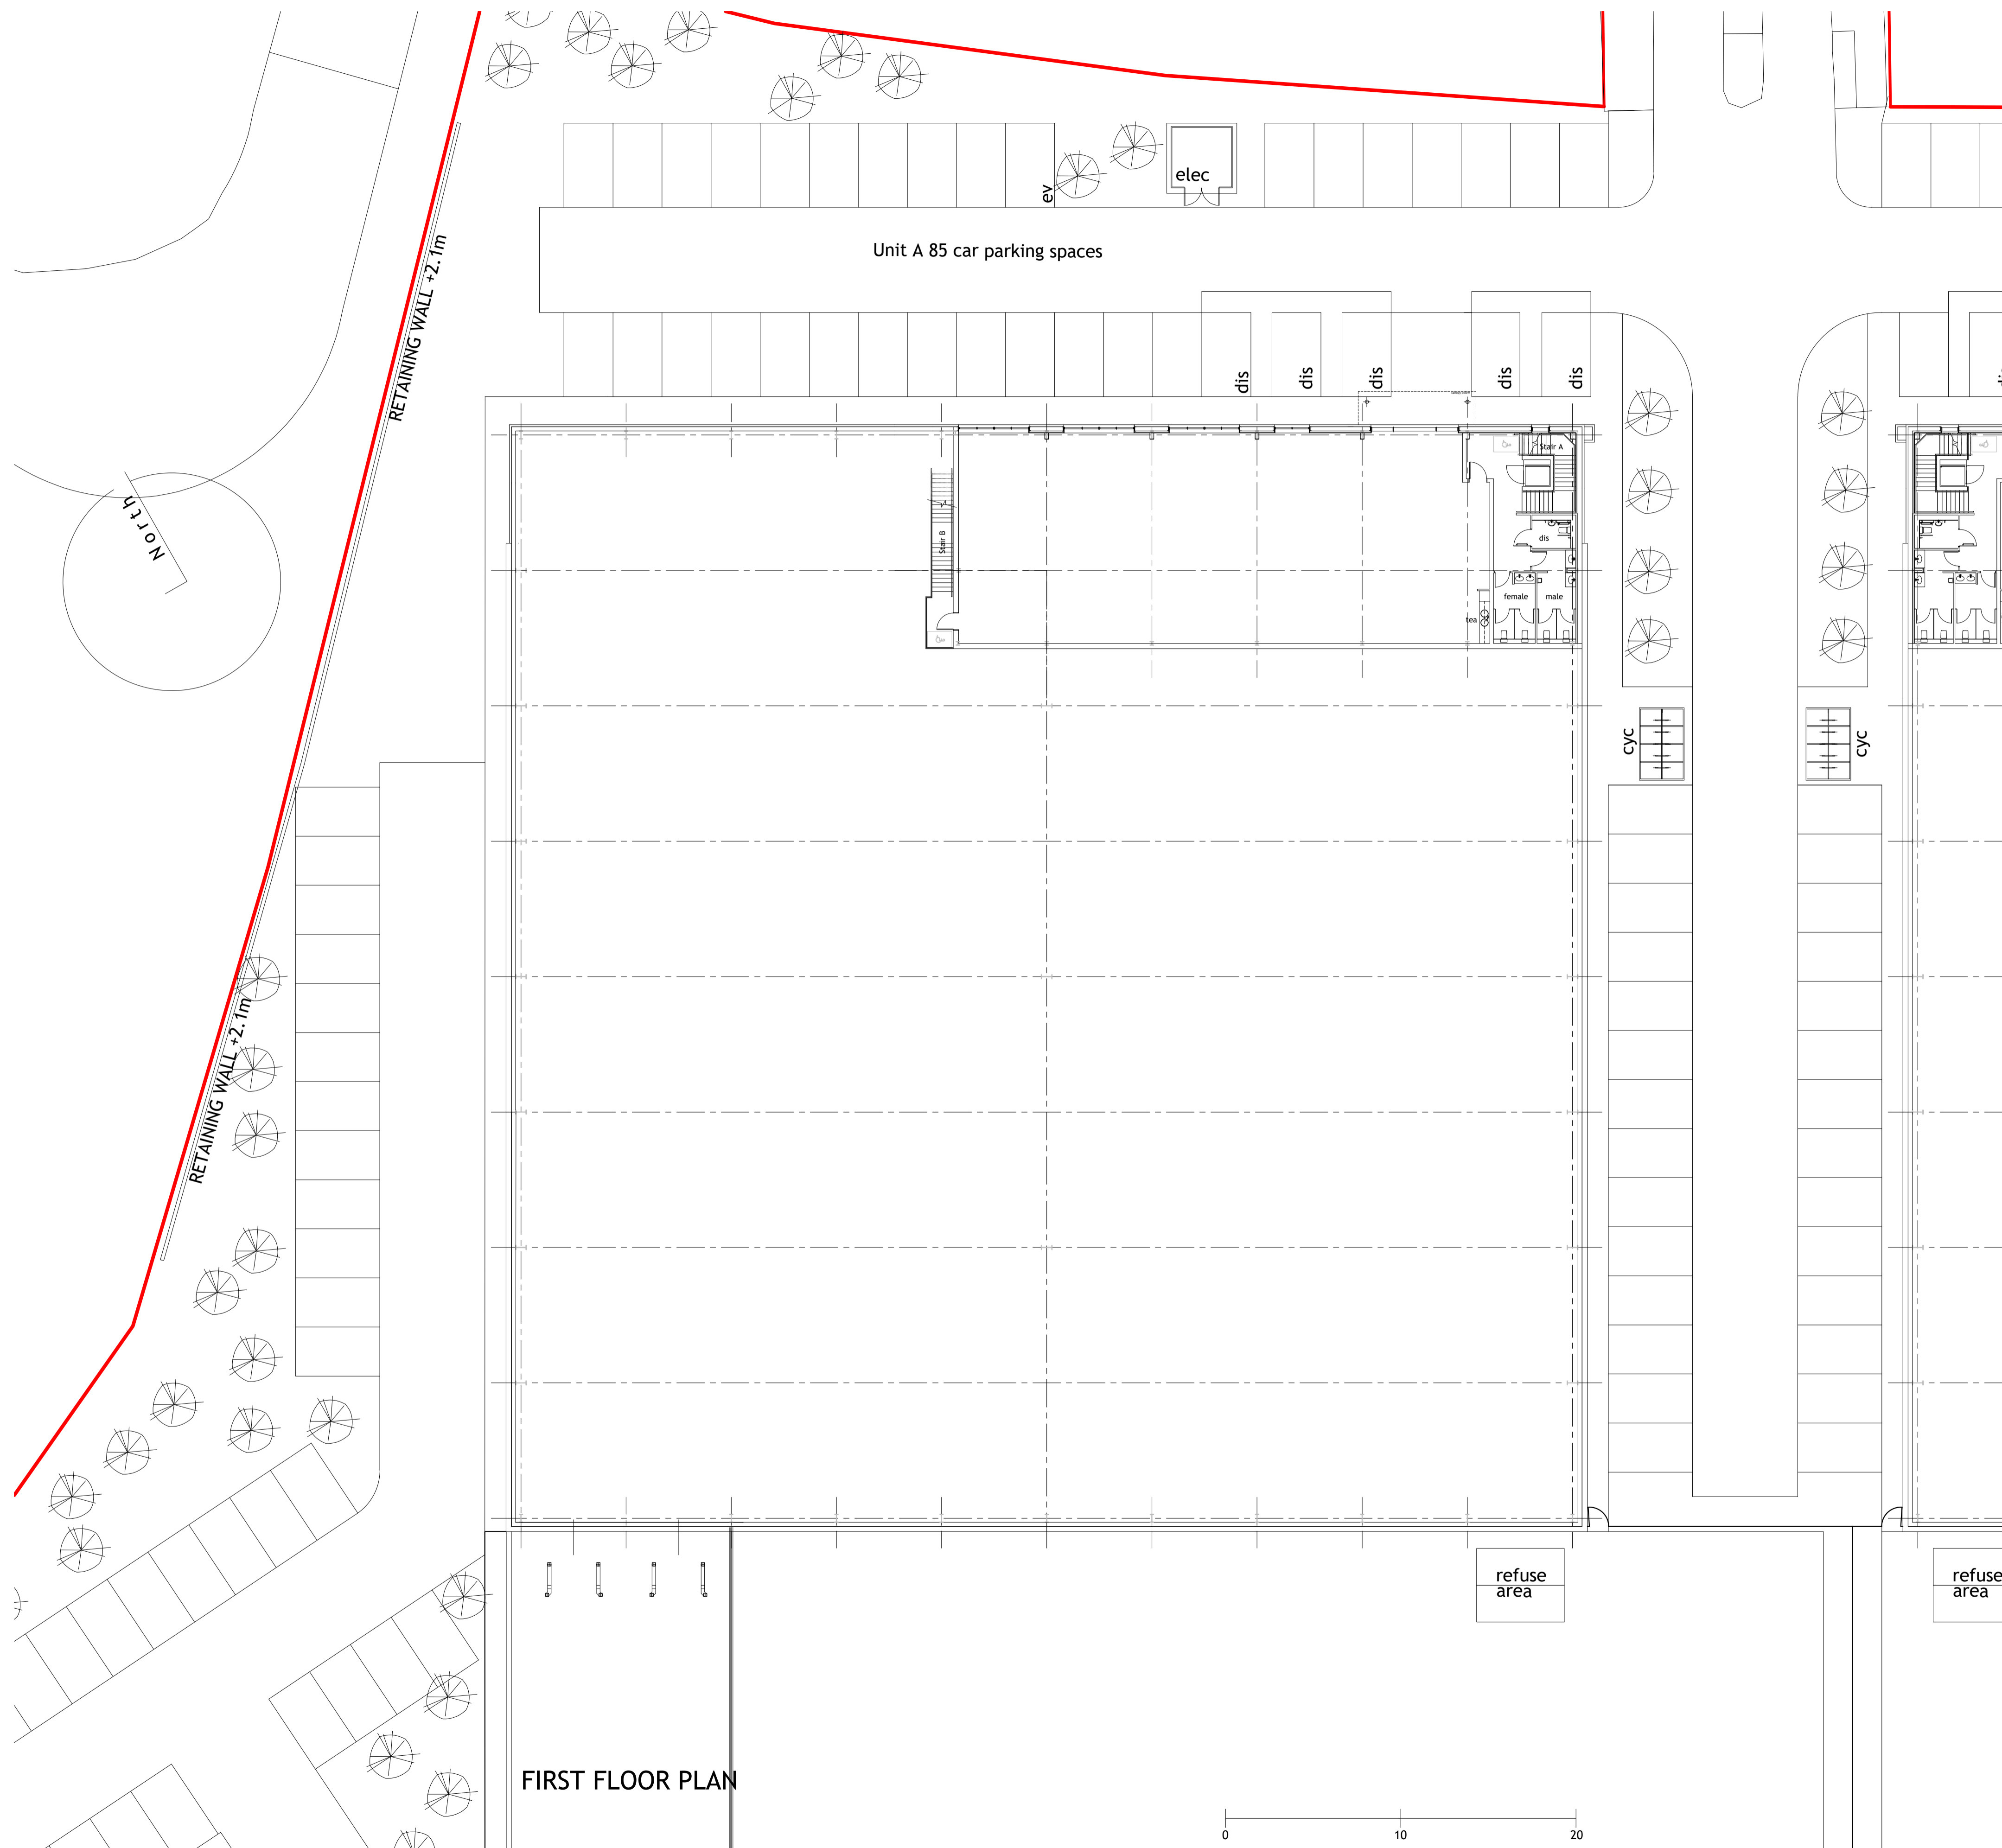 elec
ev
Unit A 85 car parking spaces
RETAINING WALL +2.1m
dis
dis
dis
dis
dis
Stair A
North
Stair B
dis
female
male
tea
cyc
cyc
RETAINING WALL +2.1m
refuse
area
refuse
area
FIRST FLOOR PLAN
0
10
20